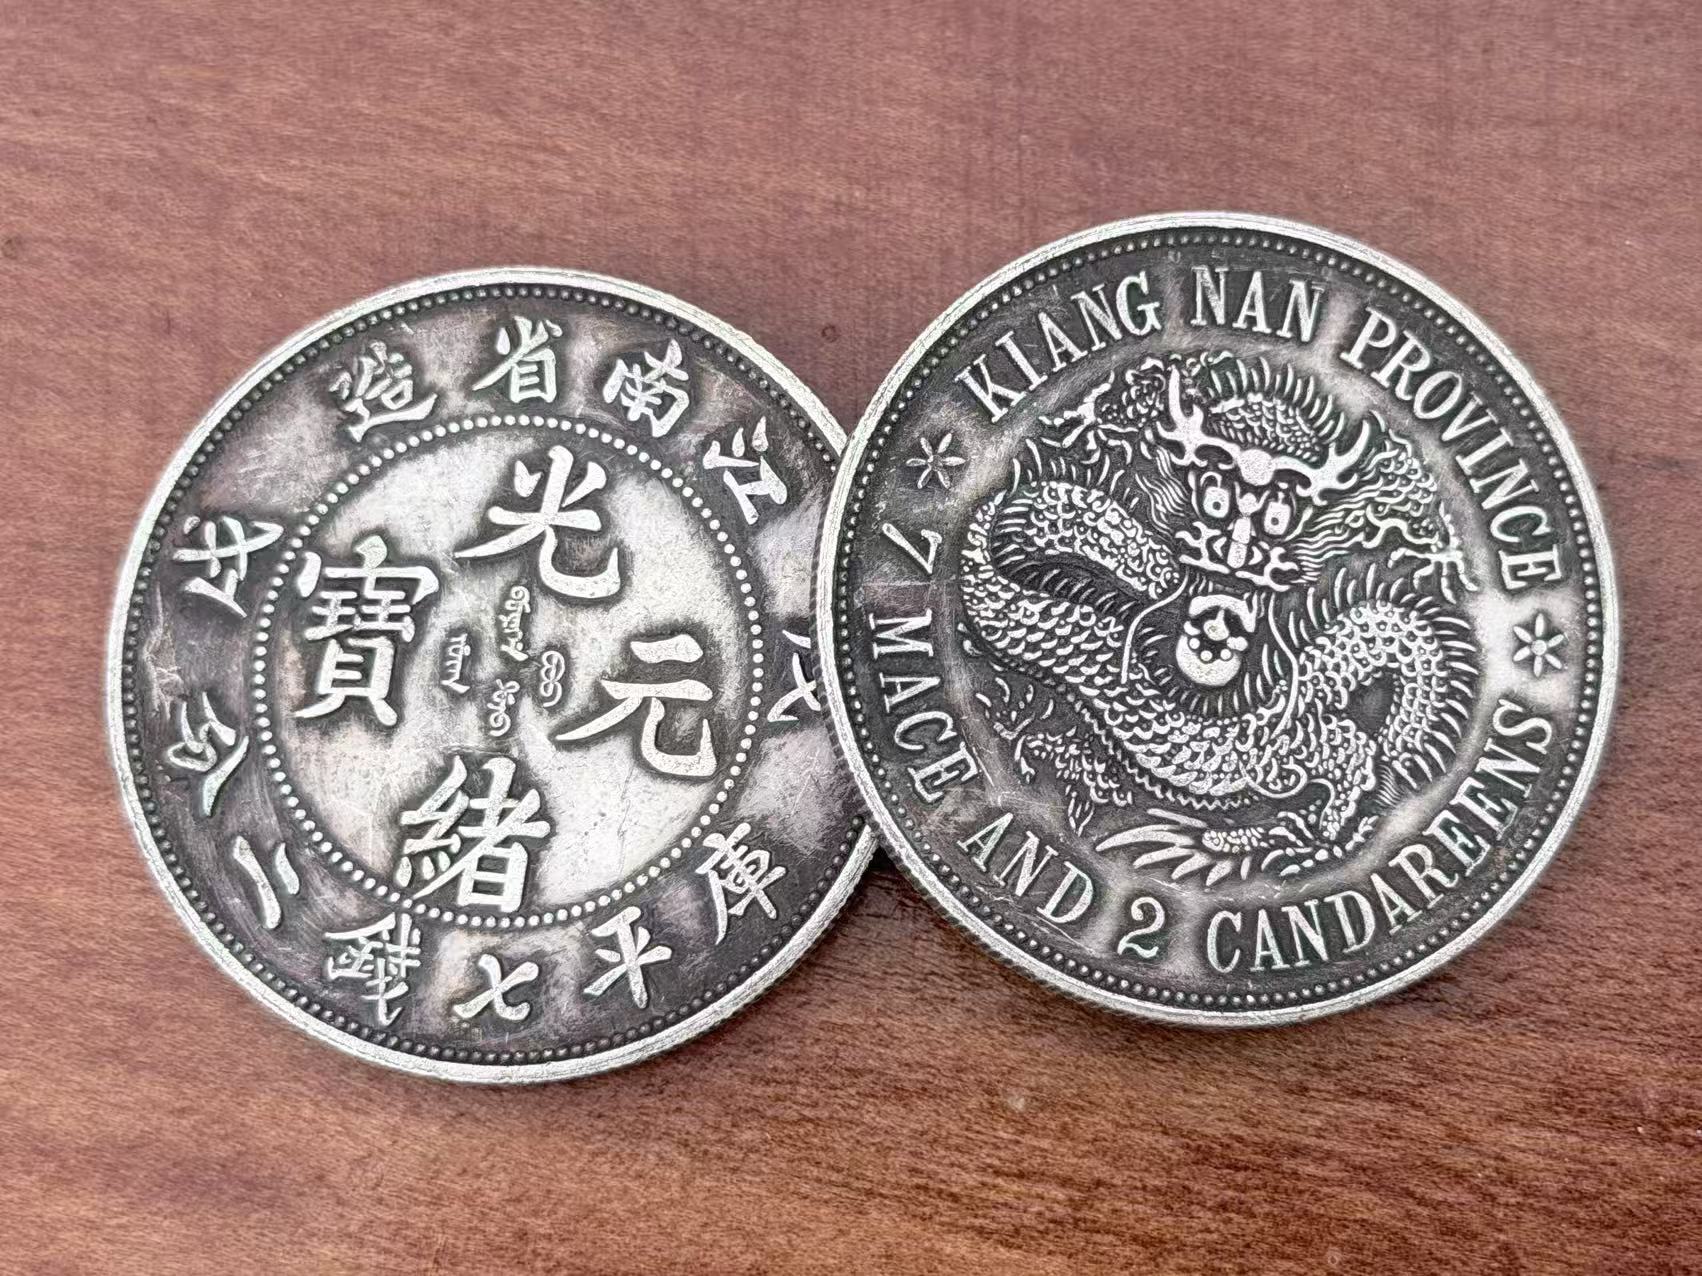 江南省造
戌
光緒元寶
庫平七錢二分
KIANG NAN PROVINCE
7 MACE AND 2 CANDAREENS